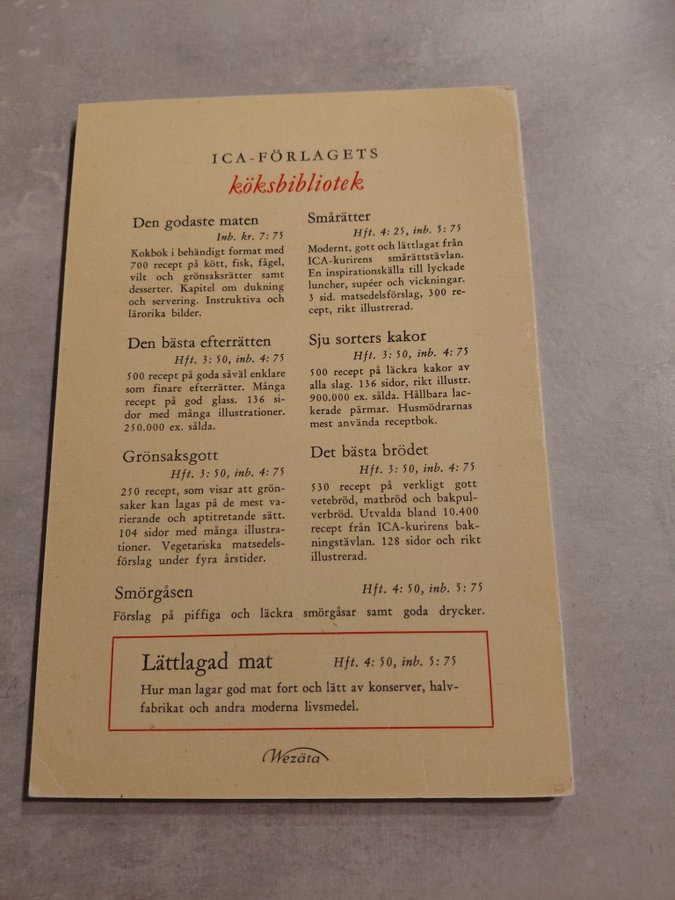 ICA-FÖRLAGETS
köksbibliotek
Den godaste maten
Inb. kr. 7:75
Kokbok i behändigt format med
700 recept på kött, fisk, fågel,
vilt och grönsaksrätter samt
desserter. Kapitel om dukning
och servering. Instruktiva och
lärorika bilder.
Den bästa efterrätten
Hft. 3:50, inb. 4:75
500 recept på goda såväl enklare
som finare efterrätter. Många
recept på god glass. 136 si-
dor med många illustrationer.
250.000 ex. sålda.
Grönsaksgott
Hft. 3:50, inb. 4:75
250 recept, som visar att grön-
saker kan lagas på de mest va-
rierande och aptitretande sätt.
104 sidor med många illustra-
tioner. Vegetariska matsedels-
förslag under fyra årstider.
Smårätter
Hft. 4:25, inb. 5:75
Modernt, gott och lättlagat från
ICA-kurirens smårättstävlan.
En inspirationskälla till lyckade
luncher, supéer och vickningar.
3 sid. matsedelsförslag, 300 re-
cept, rikt illustrerad.
Sju sorters kakor
Hft. 3:50, inb. 4:75
500 recept på läckra kakor av
alla slag. 136 sidor, rikt illustr.
900.000 ex. sålda. Hållbara lac-
kerade pärmar. Husmödrarnas
mest använda receptbok.
Det bästa brödet
Hft. 3:50, inb. 4:75
530 recept på verkligt gott
vetebröd, matbröd och bakpul-
verbröd. Utvalda bland 10.400
recept från ICA-kurirens bak-
ningstävlan. 128 sidor och rikt
illustrerad.
Smörgåsen Hft. 4:50, inb. 5:75
Förslag på piffiga och läckra smörgåsar samt goda drycker.
Lättlagad mat Hft. 4:50, inb. 5:75
Hur man lagar god mat fort och lätt av konserver, halv-
fabrikat och andra moderna livsmedel.
Wezäta